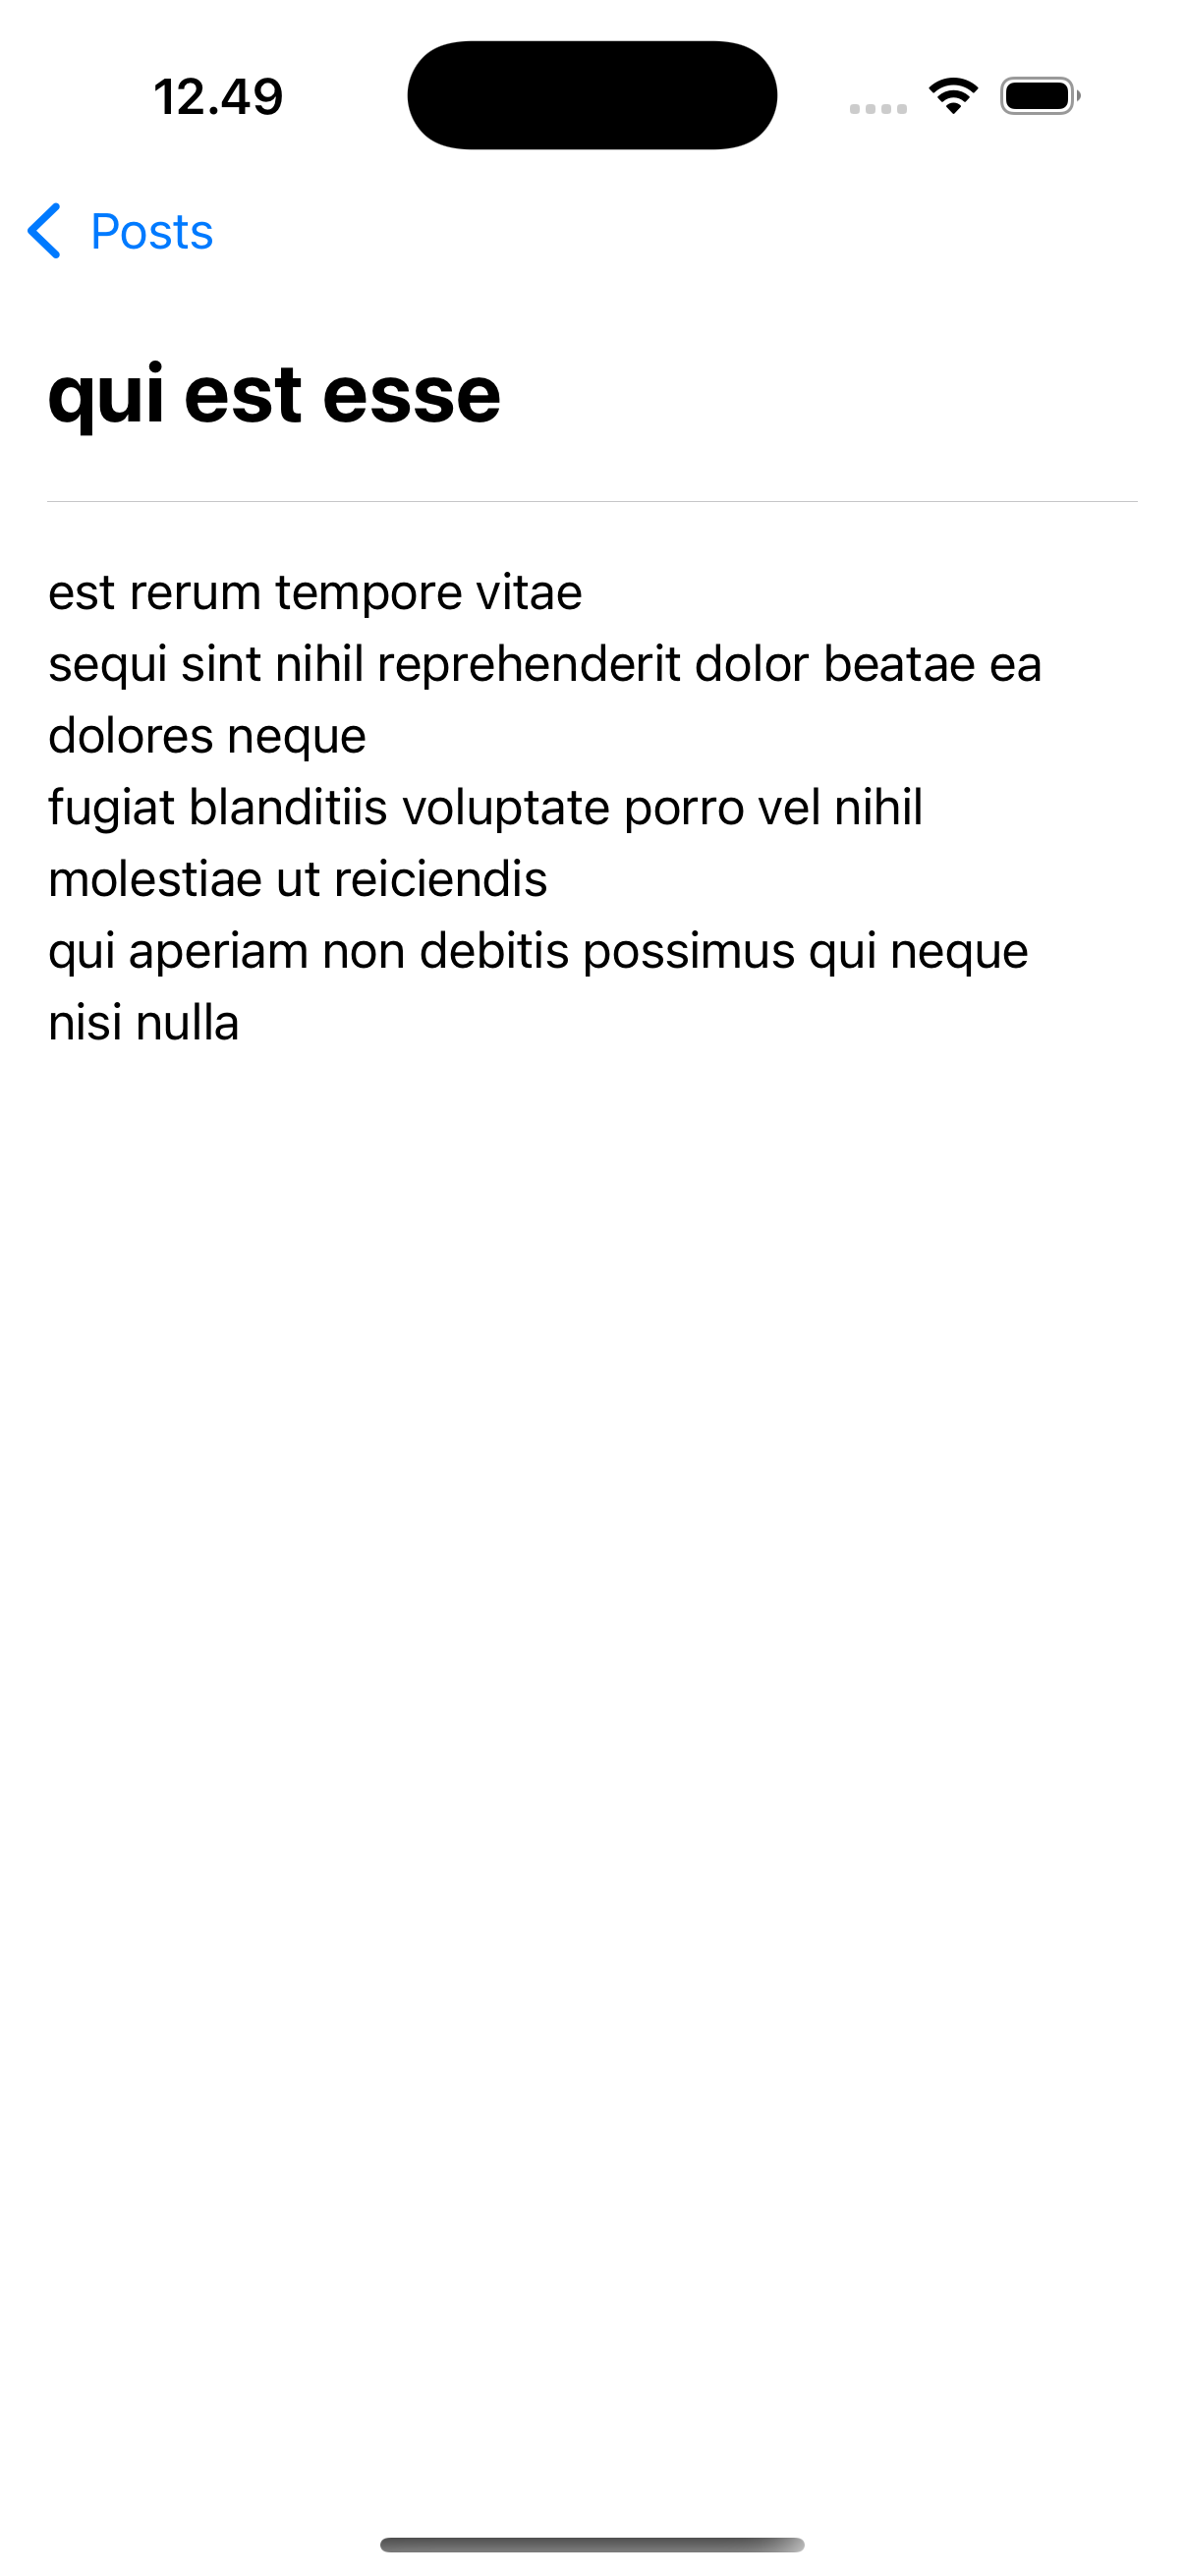 12.49
Posts
qui est esse
est rerum tempore vitae
sequi sint nihil reprehenderit dolor beatae ea
dolores neque
fugiat blanditiis voluptate porro vel nihil
molestiae ut reiciendis
qui aperiam non debitis possimus qui neque
nisi nulla